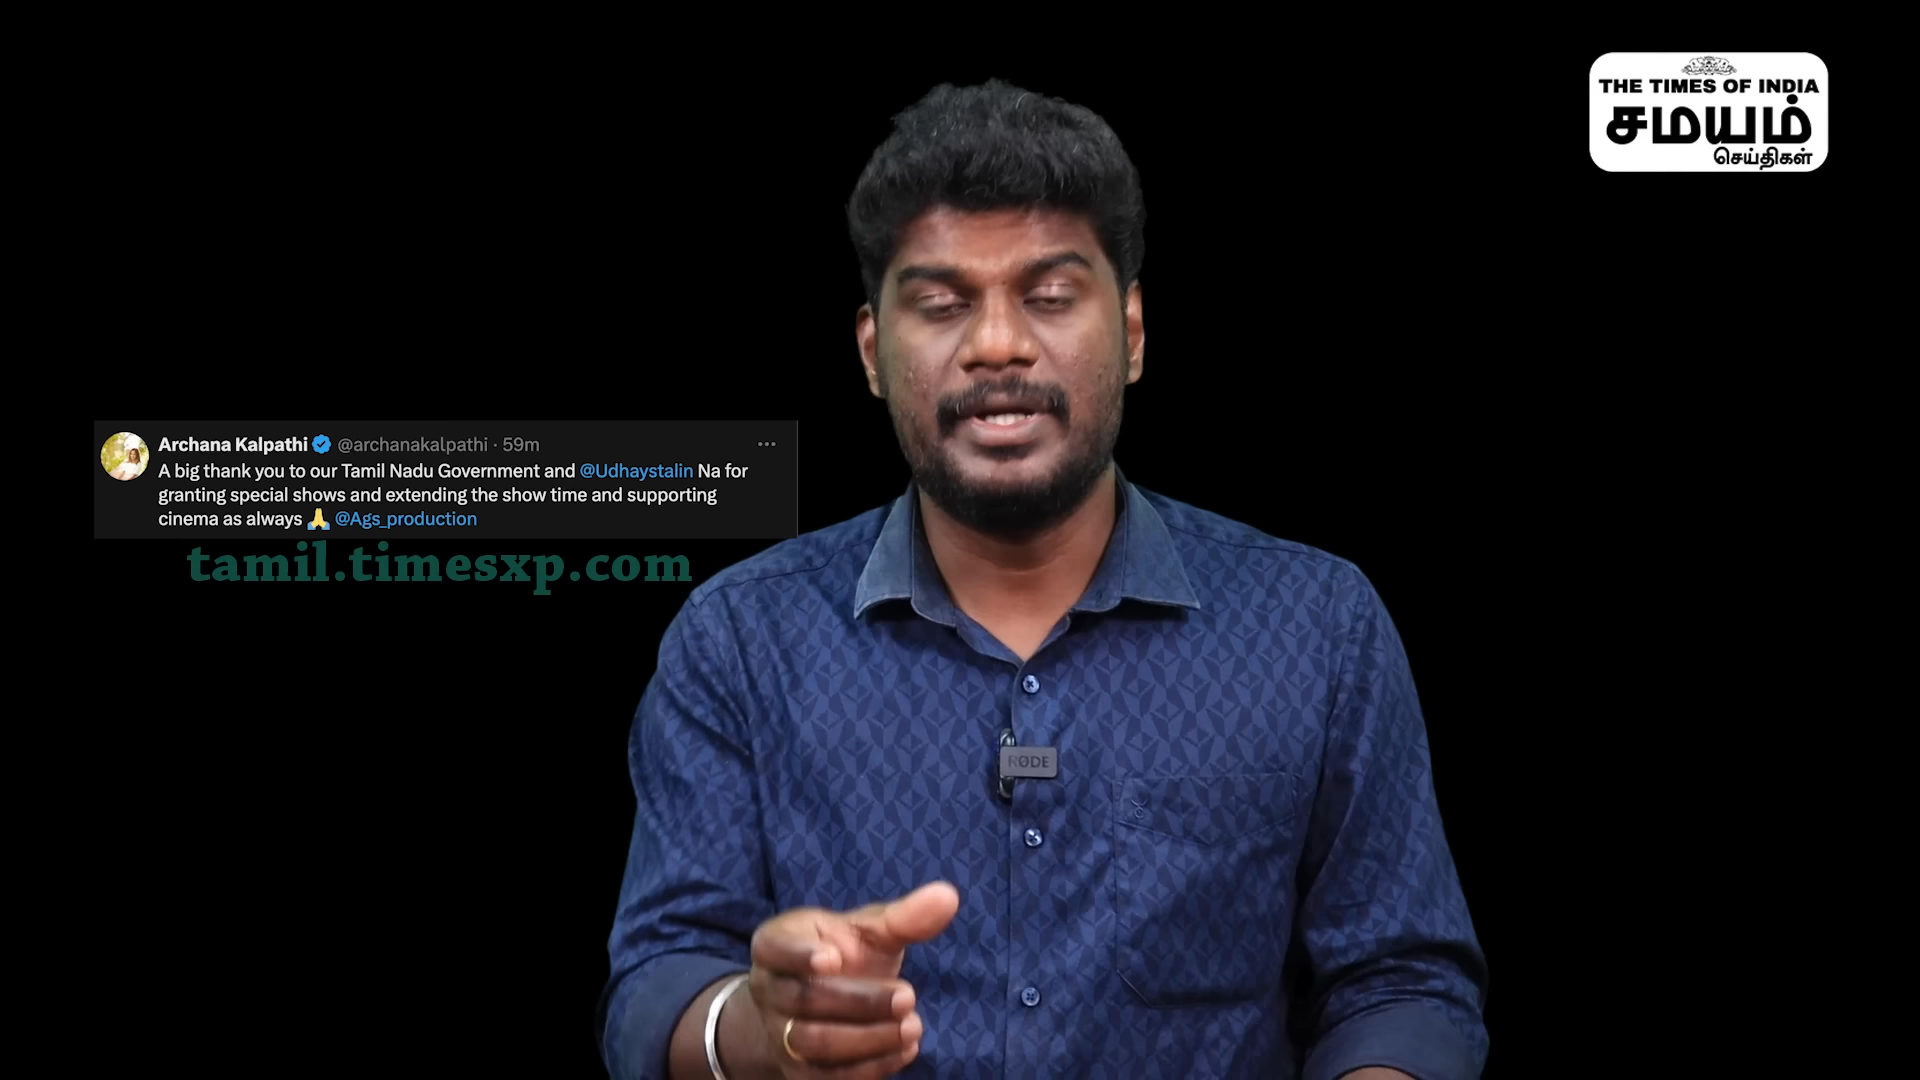 THE TIMES OF INDIA
சமயம்
செய்திகள்
Archana Kalpathi @archanakalpathi · 59m
A big thank you to our Tamil Nadu Government and @Udhaystalin Na for
granting special shows and extending the show time and supporting
cinema as always 🙏 @Ags_production
tamil.timesxp.com
RØDE